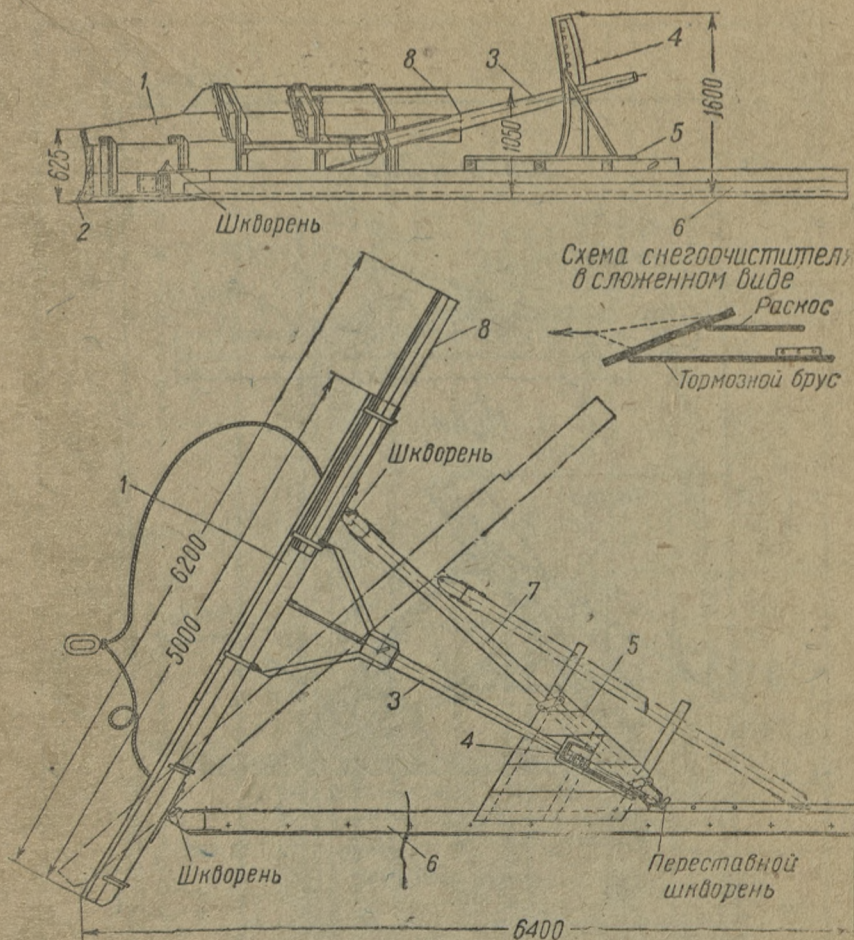 1
8
3
4
625
1050
5
1600
2
Шкворень
6
Схема снегоочистителя
в сложенном виде
Раскос
Тормозной брус
8
Шкворень
1
6200
5000
7
5
3
4
6
Шкворень
Переставной
шкворень
6400